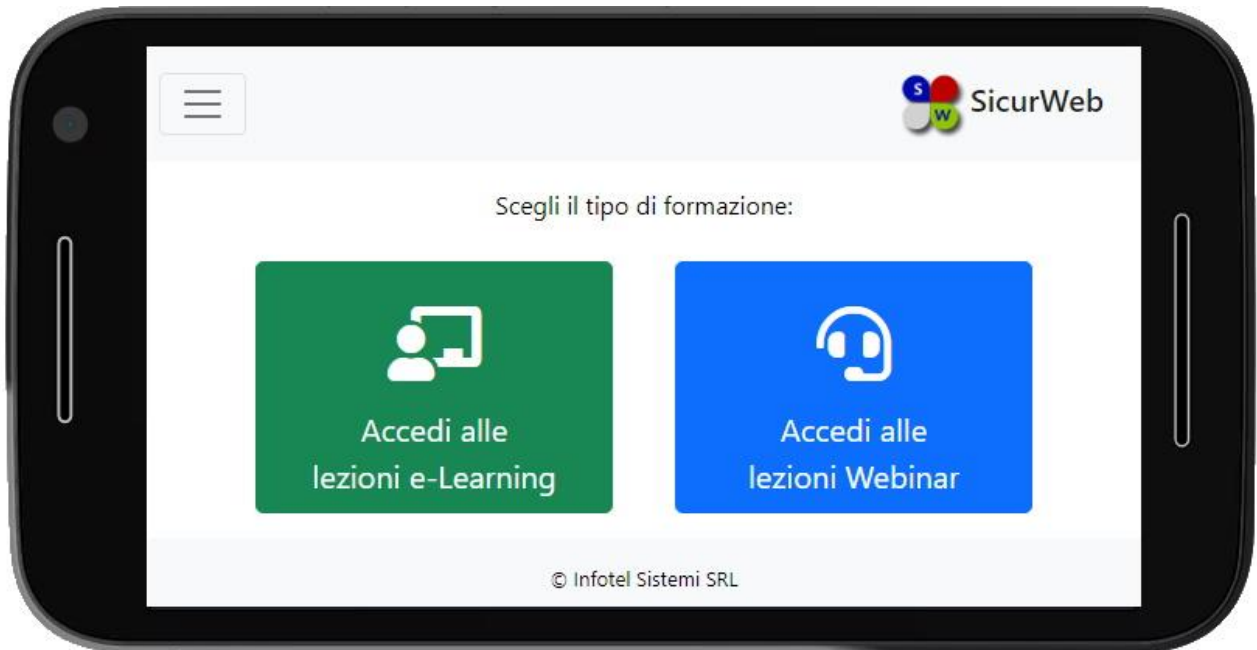 S
W
SicurWeb
Scegli il tipo di formazione:
Accedi alle
lezioni e-Learning
Accedi alle
lezioni Webinar
© Infotel Sistemi SRL